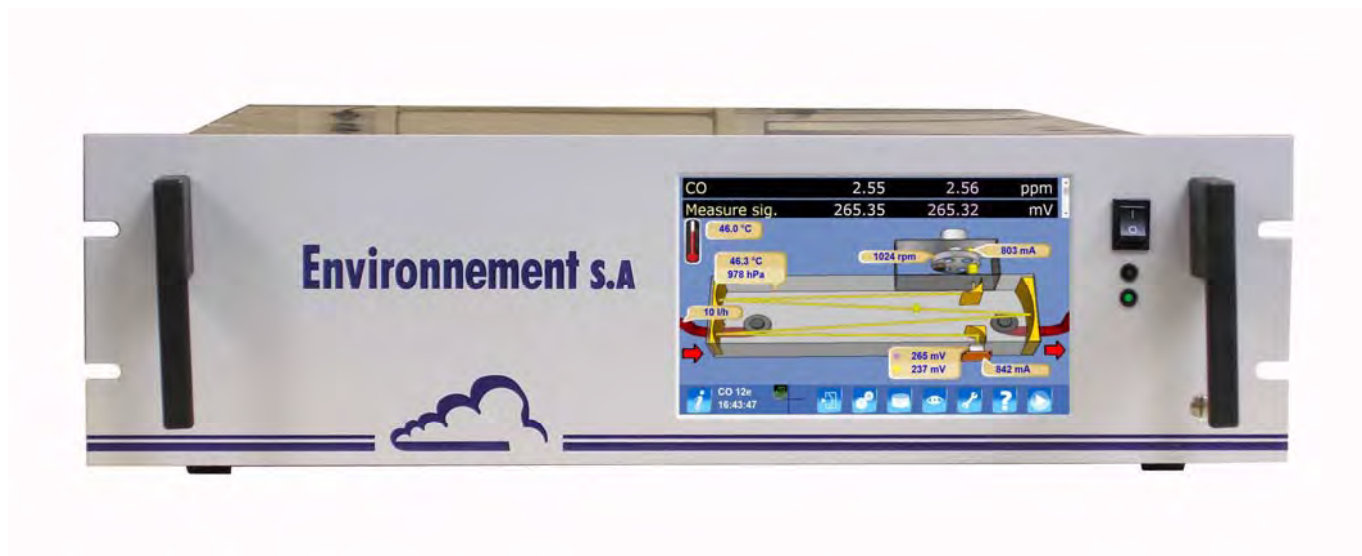 Environnement S.A
CO 2.55 2.56 ppm
Measure sig. 265.35 265.32 mV
46.0 °C
1024 rpm
803 mA
46.3 °C
978 hPa
265 mV
237 mV
842 mA
CO 12e
16:43:47
i
?
I
O